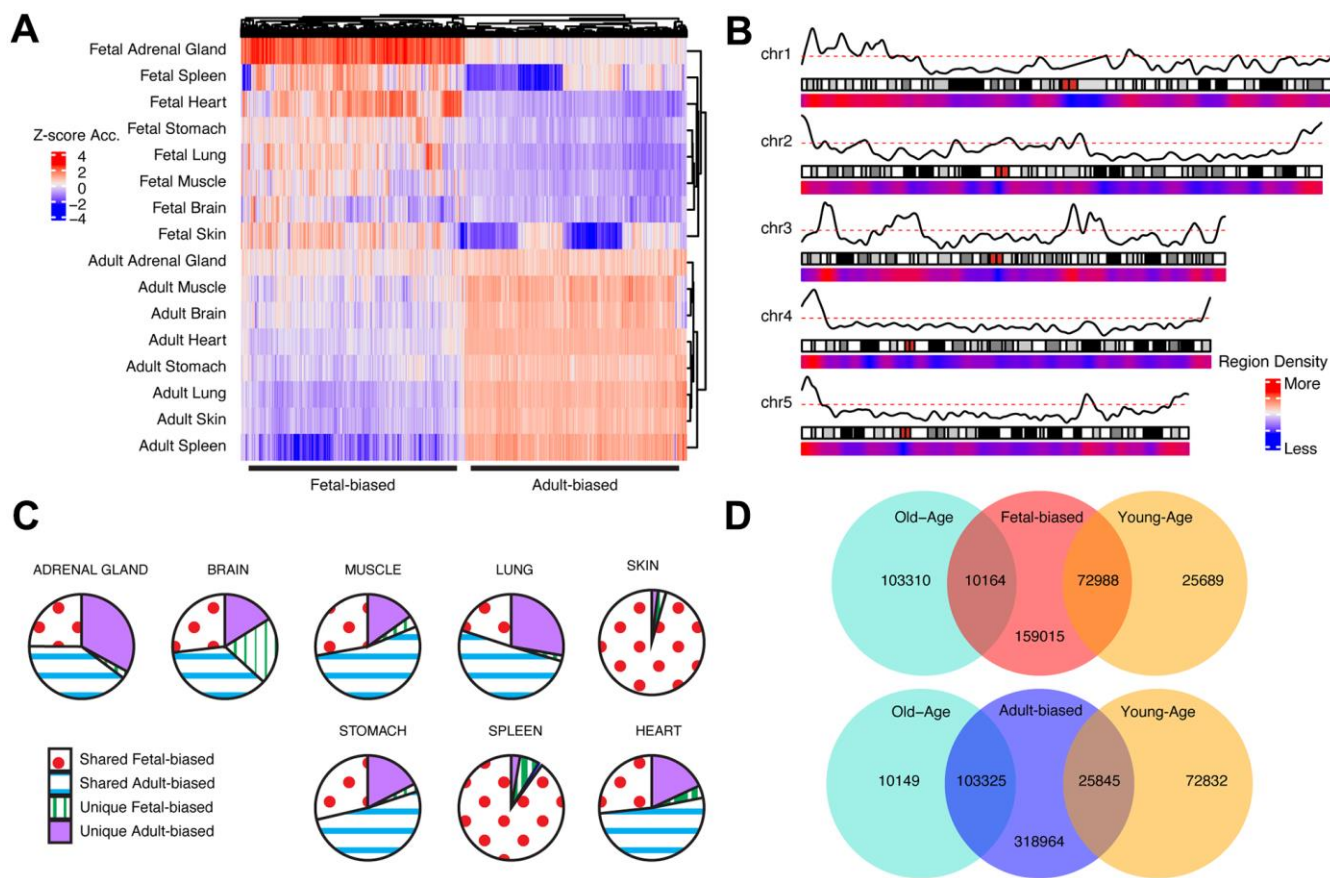 A
Fetal Adrenal Gland
Fetal Spleen
Fetal Heart
Fetal Stomach
Fetal Lung
Fetal Muscle
Fetal Brain
Fetal Skin
Adult Adrenal Gland
Adult Muscle
Adult Brain
Adult Heart
Adult Stomach
Adult Lung
Adult Skin
Adult Spleen
Z-score Acc.
4
2
0
−2
−4
Fetal-biased
Adult-biased
B
chr1
chr2
chr3
chr4
chr5
Region Density
More
Less
C
ADRENAL GLAND
BRAIN
MUSCLE
LUNG
SKIN
STOMACH
SPLEEN
HEART
Shared Fetal-biased
Shared Adult-biased
Unique Fetal-biased
Unique Adult-biased
D
Old−Age
Fetal-biased
Young-Age
103310
10164
72988
25689
159015
Old−Age
Adult-biased
Young-Age
10149
103325
25845
72832
318964